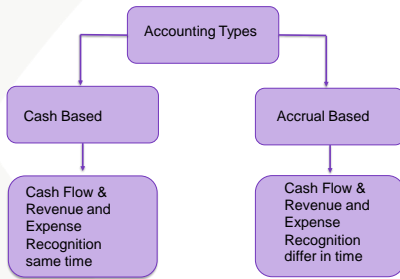 Accounting Types
Cash Based
Accrual Based
Cash Flow &
Revenue and
Expense
Recognition
same time
Cash Flow &
Revenue and
Expense
Recognition
differ in time